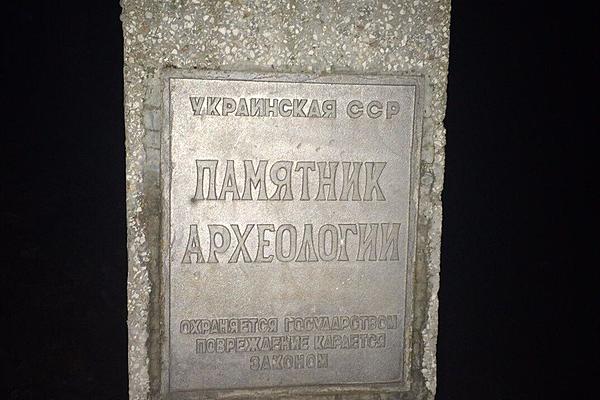 УКРАИНСКАЯ ССР
ПАМЯТНИК
АРХЕОЛОГИИ
ОХРАНЯЕТСЯ ГОСУДАРСТВОМ
ПОВРЕЖДЕНИЕ КАРАЕТСЯ
ЗАКОНОМ